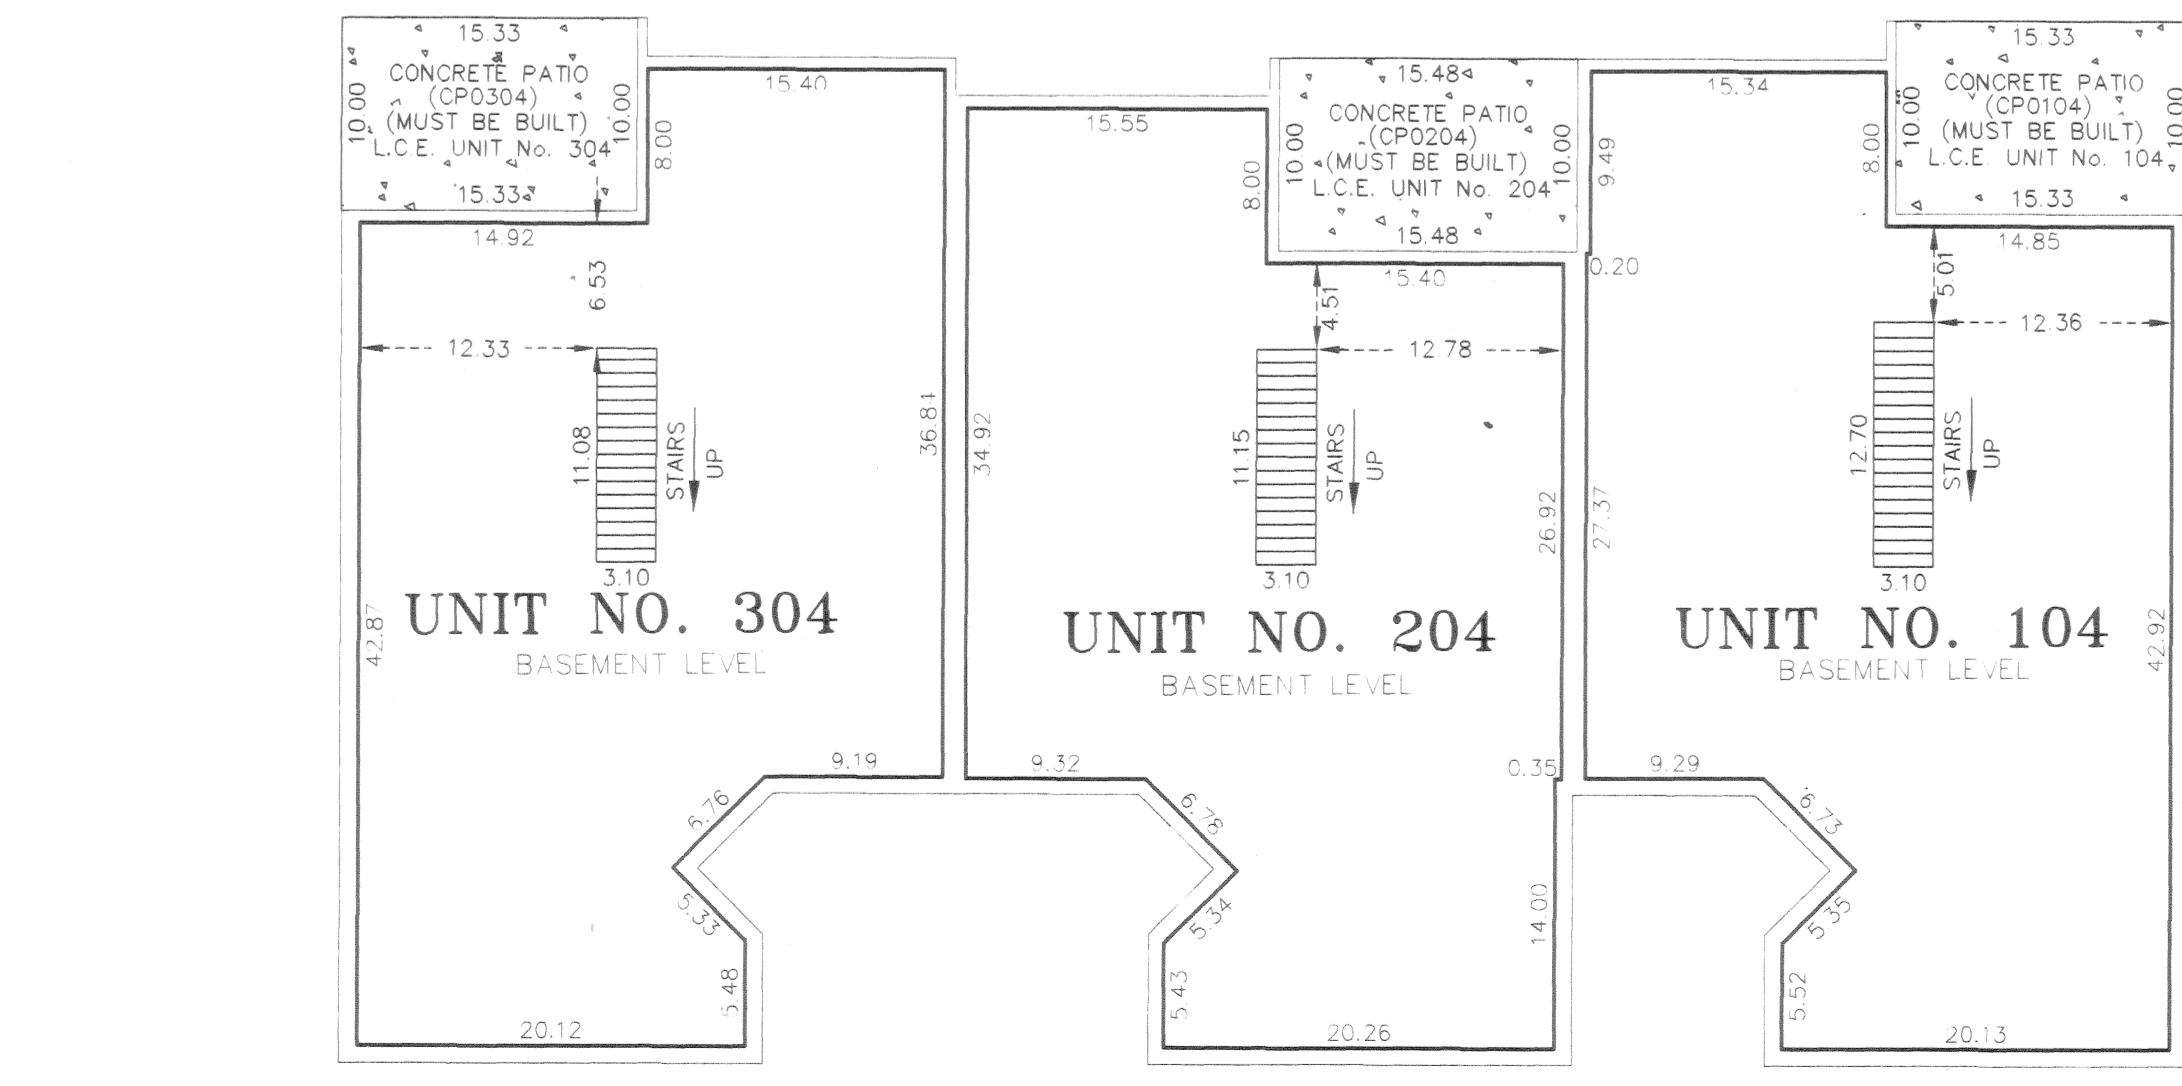 15.33
CONCRETE PATIO
(CP0304)
(MUST BE BUILT)
L.C.E. UNIT No. 304
15.33
10.00
10.00
8.00
15.40
14.92
6.53
12.33
11.08
STAIRS
UP
3.10
36.84
42.87
UNIT NO. 304
BASEMENT LEVEL
9.19
6.76
5.33
5.48
20.12
15.55
8.00
15.48
CONCRETE PATIO
(CP0204)
(MUST BE BUILT)
L.C.E. UNIT No. 204
15.48
10.00
10.00
15.40
4.51
12.78
34.92
11.15
STAIRS
UP
3.10
26.92
UNIT NO. 204
BASEMENT LEVEL
9.32
0.35
6.78
5.34
5.43
14.00
20.26
15.34
9.49
8.00
15.33
CONCRETE PATIO
(CP0104)
(MUST BE BUILT)
L.C.E. UNIT No. 104
15.33
10.00
10.00
0.20
14.85
5.01
12.36
27.37
12.70
STAIRS
UP
3.10
UNIT NO. 104
BASEMENT LEVEL
42.92
9.29
6.73
5.35
5.52
20.13